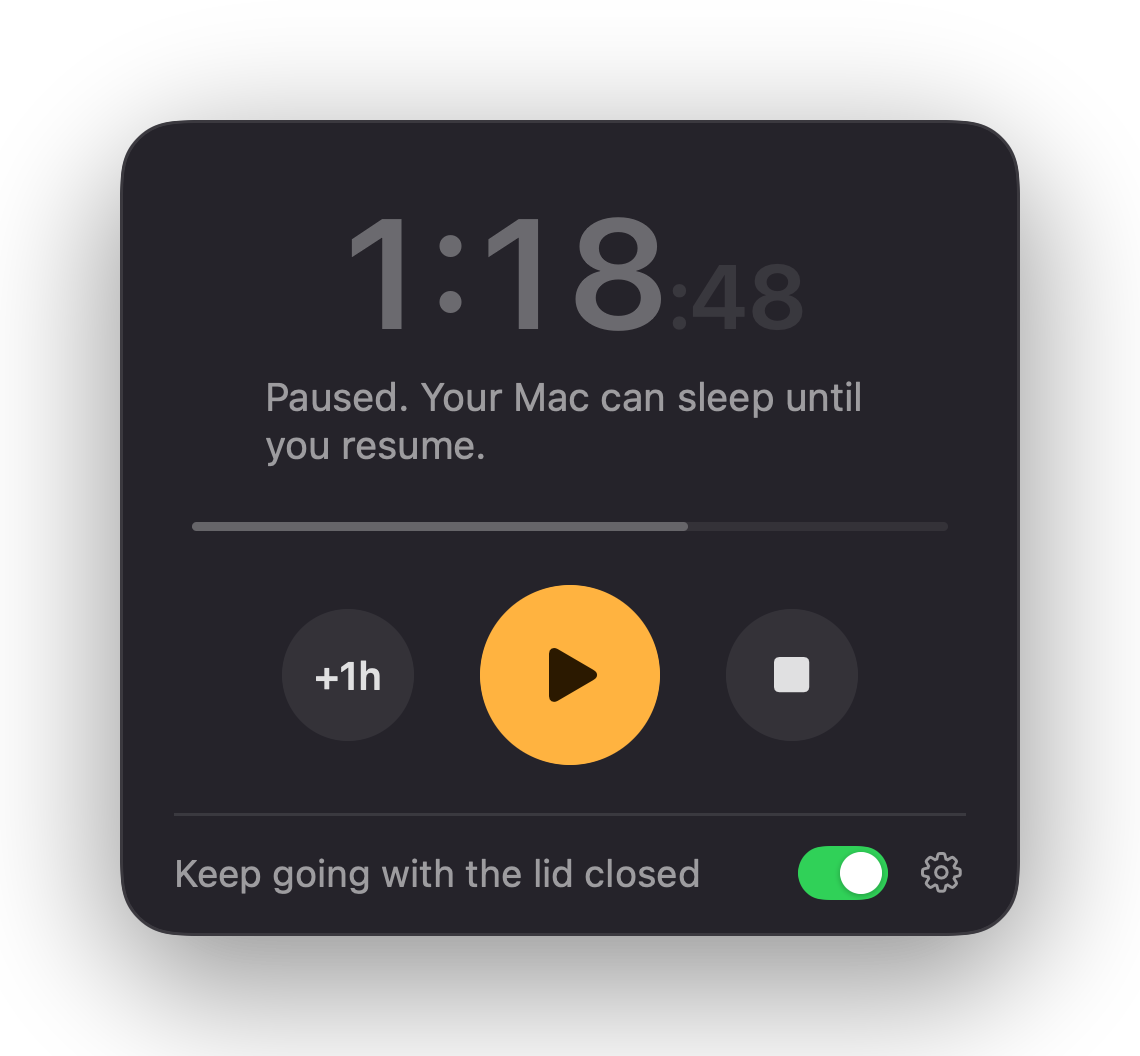 1:18:48
Paused. Your Mac can sleep until
you resume.
+1h
Keep going with the lid closed